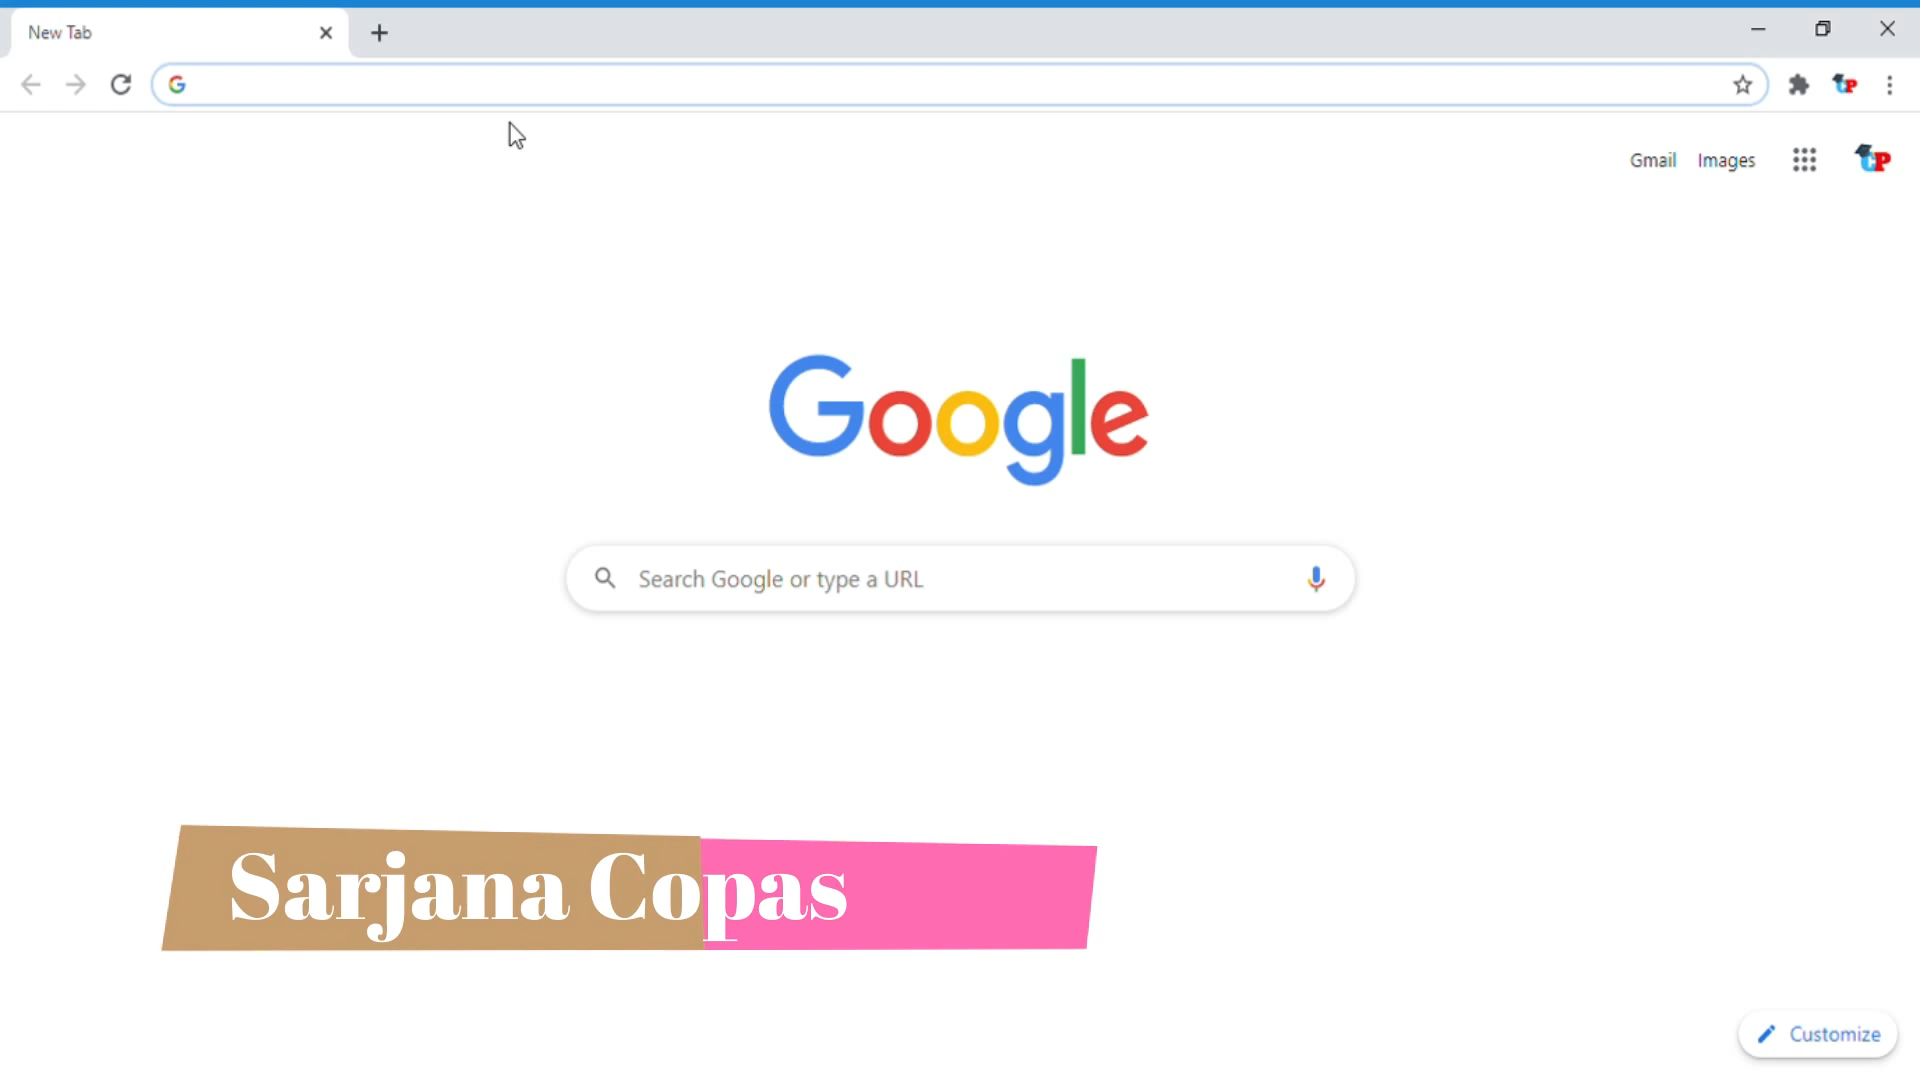 New Tab
Gmail Images
Google
Search Google or type a URL
Sarjana Copas
Customize